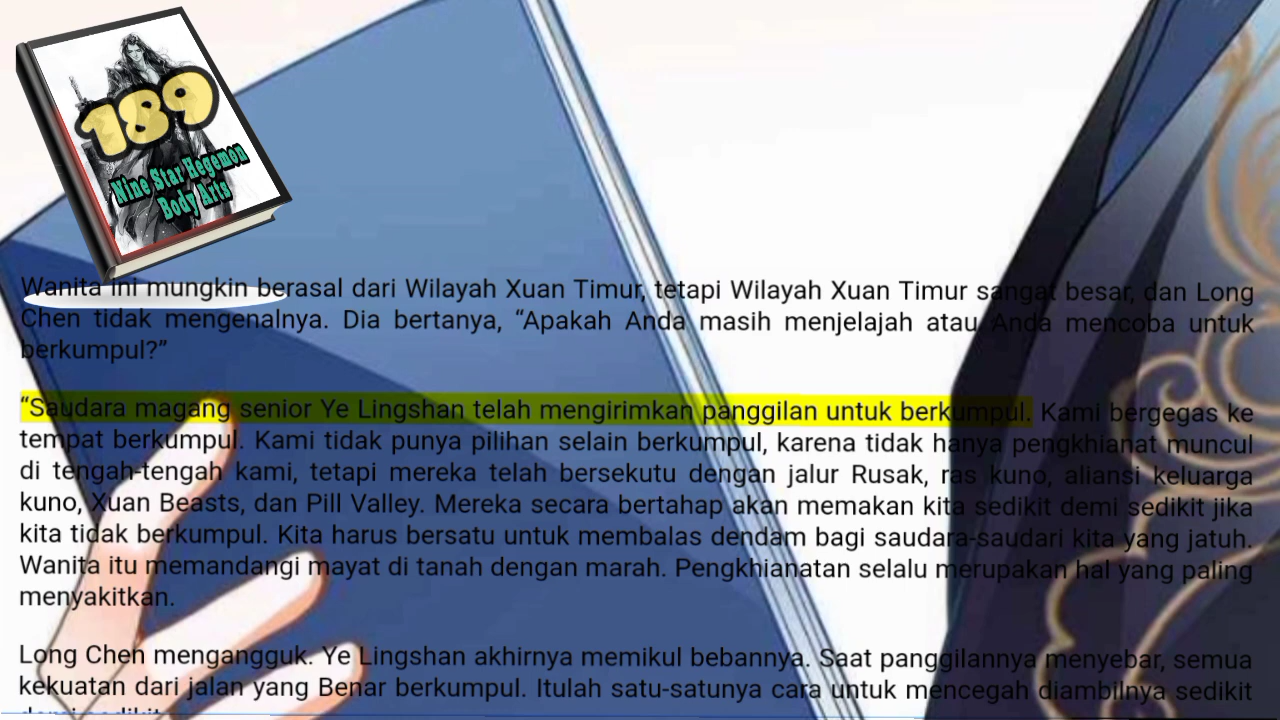 189
Nine Star Hegemon
Body Arts
Wanita ini mungkin berasal dari Wilayah Xuan Timur, tetapi Wilayah Xuan Timur sangat besar, dan Long
Chen tidak mengenalnya. Dia bertanya, “Apakah Anda masih menjelajah atau Anda mencoba untuk
berkumpul?”
“Saudara magang senior Ye Lingshan telah mengirimkan panggilan untuk berkumpul. Kami bergegas ke
tempat berkumpul. Kami tidak punya pilihan selain berkumpul, karena tidak hanya pengkhianat muncul
di tengah-tengah kami, tetapi mereka telah bersekutu dengan jalur Rusak, ras kuno, aliansi keluarga
kuno, Xuan Beasts, dan Pill Valley. Mereka secara bertahap akan memakan kita sedikit demi sedikit jika
kita tidak berkumpul. Kita harus bersatu untuk membalas dendam bagi saudara-saudari kita yang jatuh.
Wanita itu memandangi mayat di tanah dengan marah. Pengkhianatan selalu merupakan hal yang paling
menyakitkan.
Long Chen mengangguk. Ye Lingshan akhirnya memikul bebannya. Saat panggilannya menyebar, semua
kekuatan dari jalan yang Benar berkumpul. Itulah satu-satunya cara untuk mencegah diambilnya sedikit